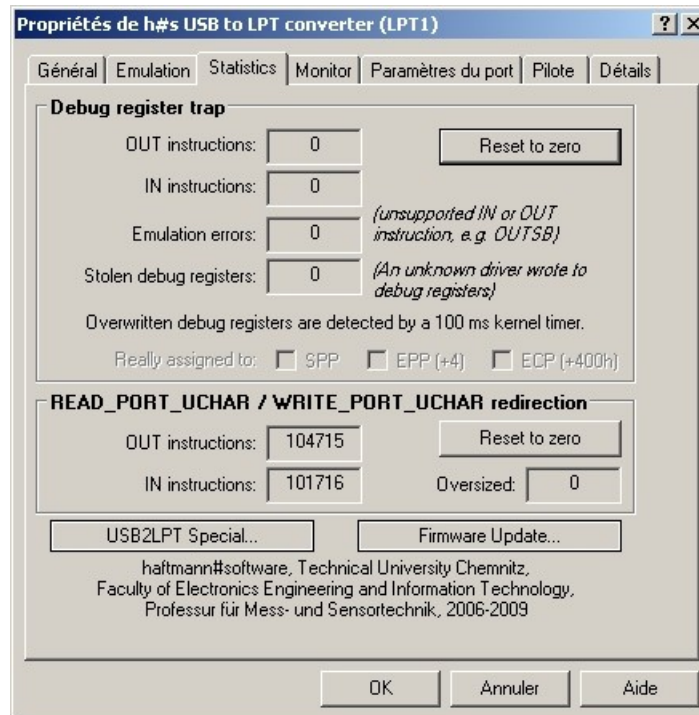 Propriétés de h#s USB to LPT converter (LPT1)
Général Emulation Statistics Monitor Paramètres du port Pilote Détails
Debug register trap
OUT instructions: 0 Reset to zero
IN instructions: 0
Emulation errors: 0 (unsupported IN or OUT
instruction, e.g. OUTSB)
Stolen debug registers: 0 (An unknown driver wrote to
debug registers)
Overwritten debug registers are detected by a 100 ms kernel timer.
Really assigned to: SPP EPP (+4) ECP (+400h)
READ_PORT_UCHAR / WRITE_PORT_UCHAR redirection
OUT instructions: 104715 Reset to zero
IN instructions: 101716 Oversized: 0
USB2LPT Special... Firmware Update...
haftmann#software, Technical University Chemnitz,
Faculty of Electronics Engineering and Information Technology,
Professur für Mess- und Sensortechnik, 2006-2009
OK Annuler Aide